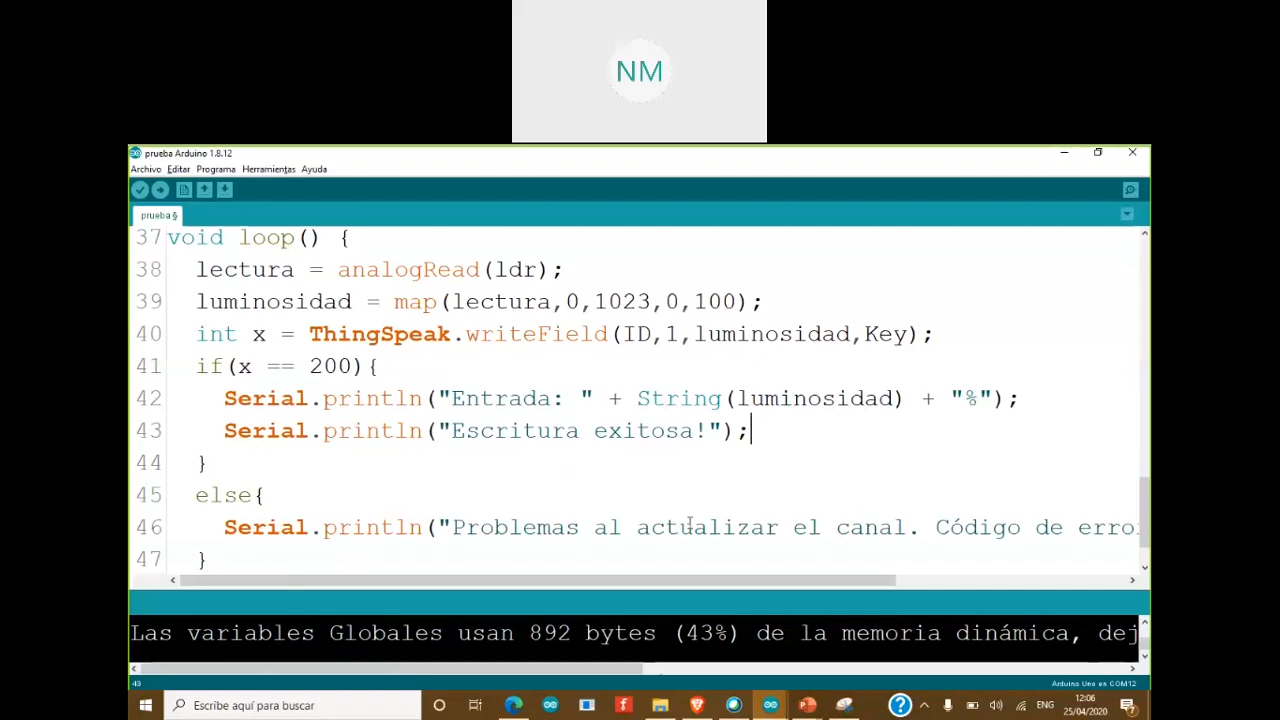 NM
prueba Arduino 1.8.12
Archivo Editar Programa Herramientas Ayuda
prueba §
37 void loop() {
38 lectura = analogRead(ldr);
39 luminosidad = map(lectura,0,1023,0,100);
40 int x = ThingSpeak.writeField(ID,1,luminosidad,Key);
41 if(x == 200){
42 Serial.println("Entrada: " + String(luminosidad) + "%");
43 Serial.println("Escritura exitosa!");
44 }
45 else{
46 Serial.println("Problemas al actualizar el canal. Código de erro
47 }
Las variables Globales usan 892 bytes (43%) de la memoria dinámica, dej
43
Arduino Uno en COM12
Escribe aquí para buscar
ENG
12:06
25/04/2020